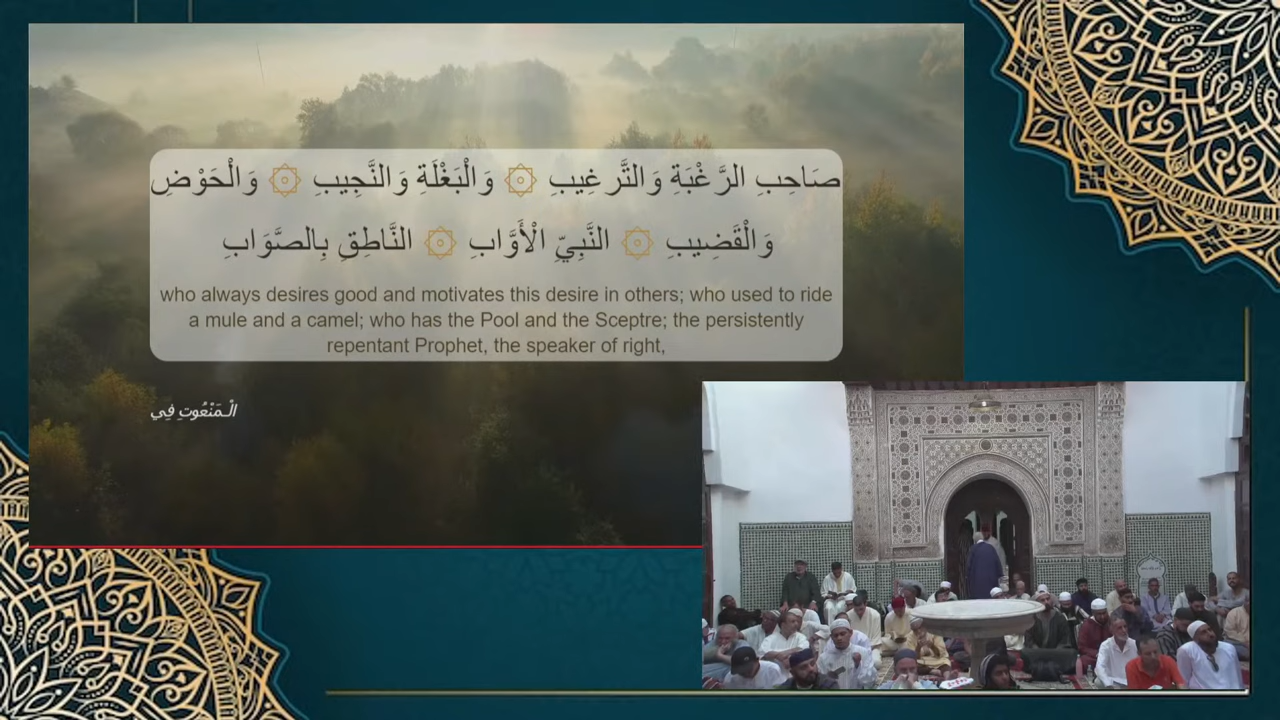 صَاحِبِ الرَّغْبَةِ وَالتَّرْغِيبِ ۞ وَالْبَغْلَةِ وَالنَّجِيبِ ۞ وَالْحَوْضِ
وَالْقَضِيبِ ۞ النَّبِيِّ الْأَوَّابِ ۞ النَّاطِقِ بِالصَّوَابِ
who always desires good and motivates this desire in others; who used to ride
a mule and a camel; who has the Pool and the Sceptre; the persistently
repentant Prophet, the speaker of right,
الْـمَنْعُوتِ فِي